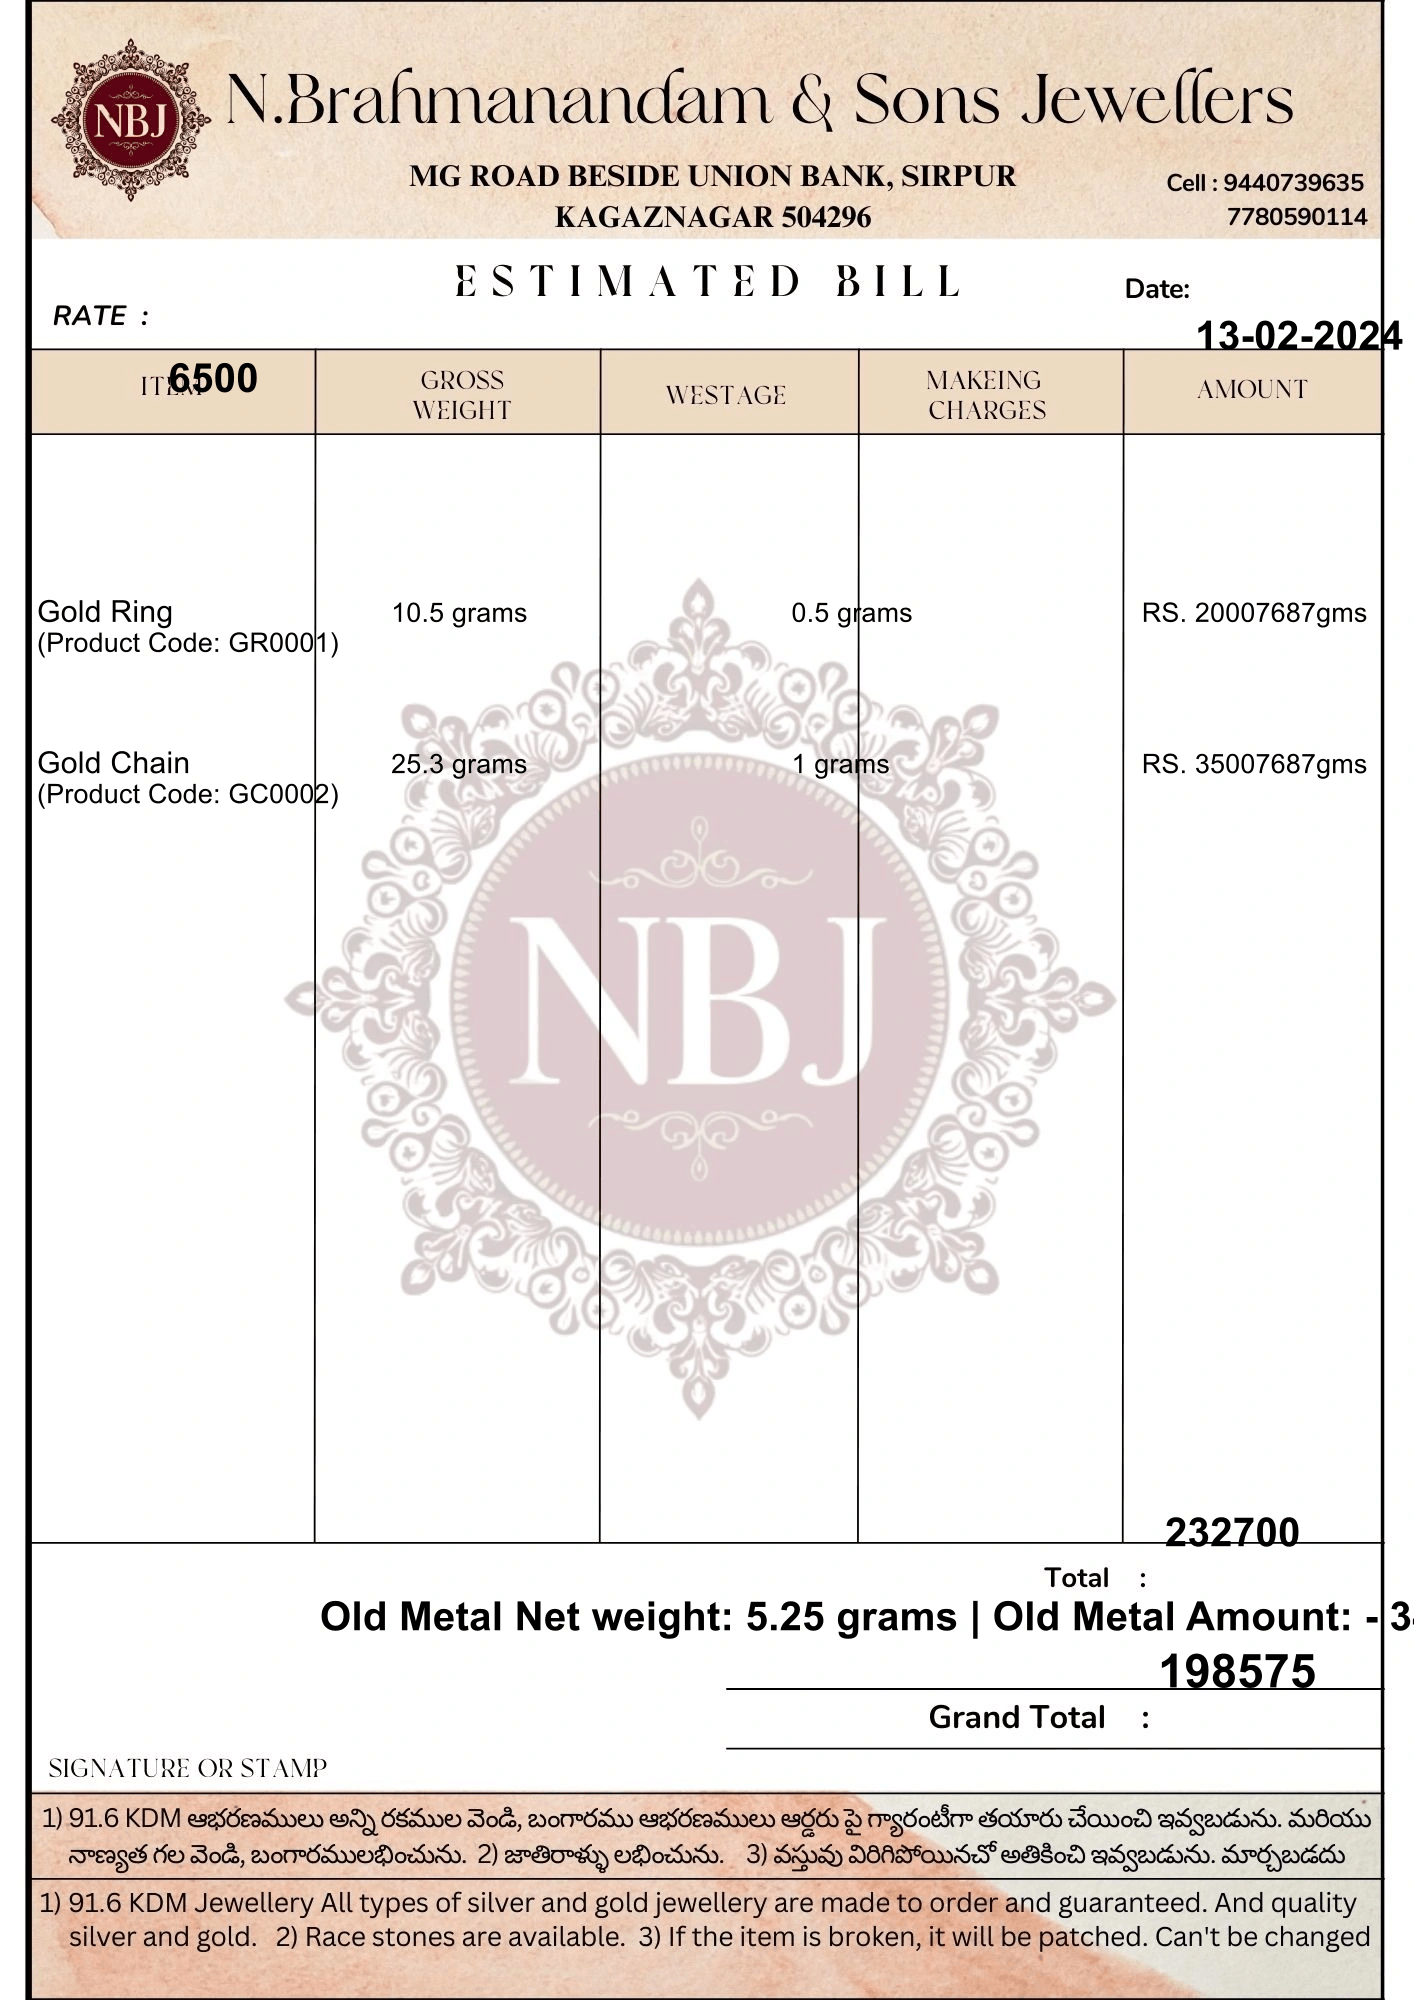 NBJ
N.Brahmanandam & Sons Jewellers
MG ROAD BESIDE UNION BANK, SIRPUR
KAGAZNAGAR 504296
Cell : 9440739635
7780590114
ESTIMATED BILL
Date:
13-02-2024
RATE :
6500
ITEM
GROSS
WEIGHT
WESTAGE
MAKEING
CHARGES
AMOUNT
Gold Ring 10.5 grams 0.5 grams RS. 20007687gms
(Product Code: GR0001)
Gold Chain 25.3 grams 1 grams RS. 35007687gms
(Product Code: GC0002)
NBJ
232700
Total :
Old Metal Net weight: 5.25 grams | Old Metal Amount: -
198575
Grand Total :
SIGNATURE OR STAMP
1) 91.6 KDM ఆభరణములు అన్ని రకముల వెండి, బంగారము ఆభరణములు ఆర్డరు పై గ్యారంటీగా తయారు చేయించి ఇవ్వబడును. మరియు
నాణ్యత గల వెండి, బంగారములభించును. 2) జాతిరాళ్ళు లభించును. 3) వస్తువు విరిగిపోయినచో అతికించి ఇవ్వబడును. మార్చబడదు
1) 91.6 KDM Jewellery All types of silver and gold jewellery are made to order and guaranteed. And quality
silver and gold. 2) Race stones are available. 3) If the item is broken, it will be patched. Can't be changed